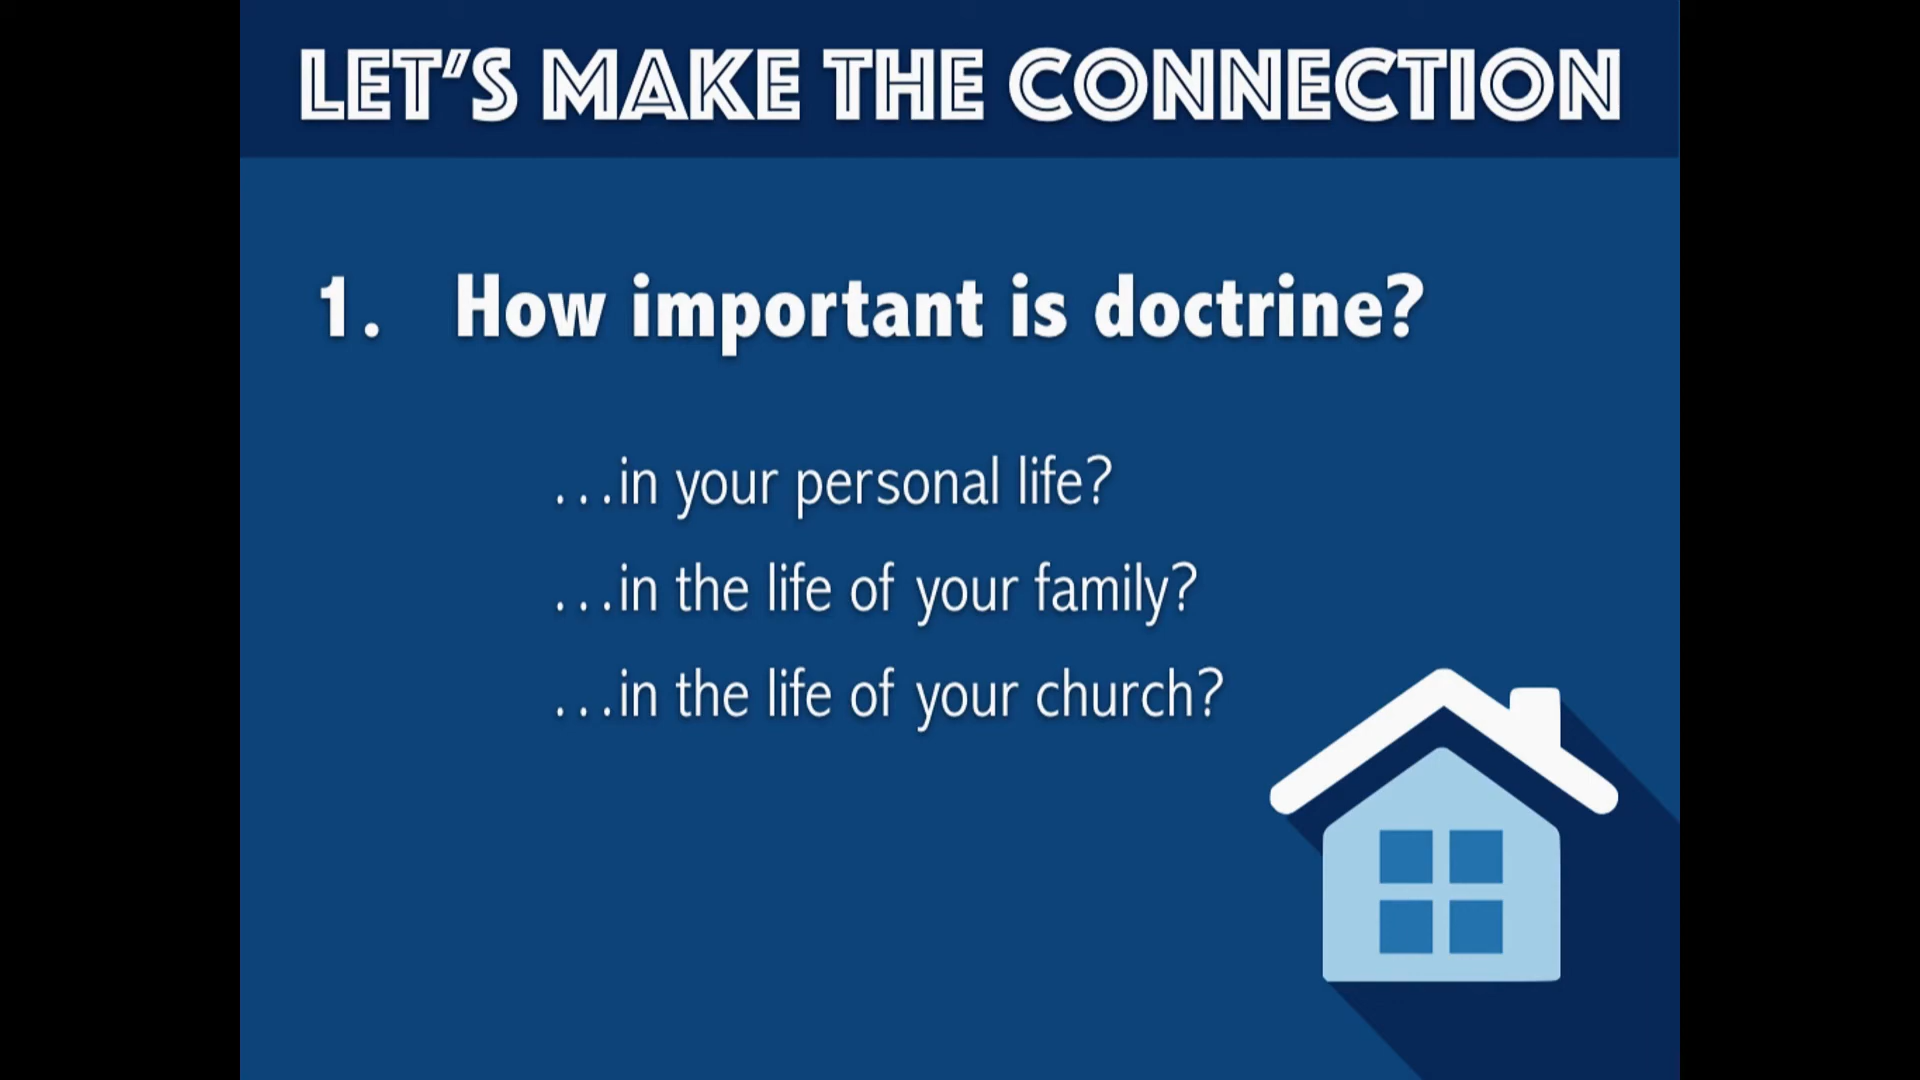 LET'S MAKE THE CONNECTION
1. How important is doctrine?
...in your personal life?
...in the life of your family?
...in the life of your church?